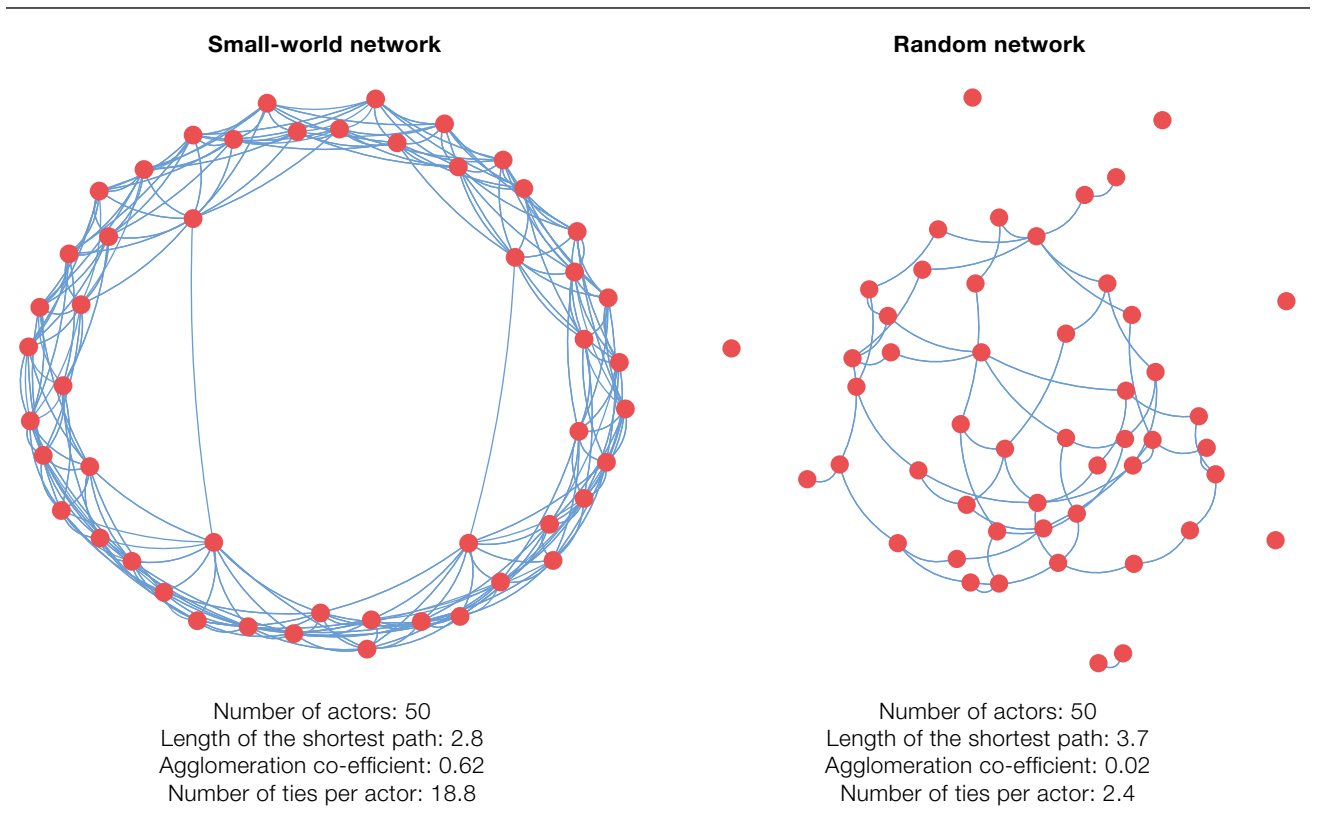 Small-world network
Random network
Number of actors: 50
Length of the shortest path: 2.8
Agglomeration co-efficient: 0.62
Number of ties per actor: 18.8
Number of actors: 50
Length of the shortest path: 3.7
Agglomeration co-efficient: 0.02
Number of ties per actor: 2.4